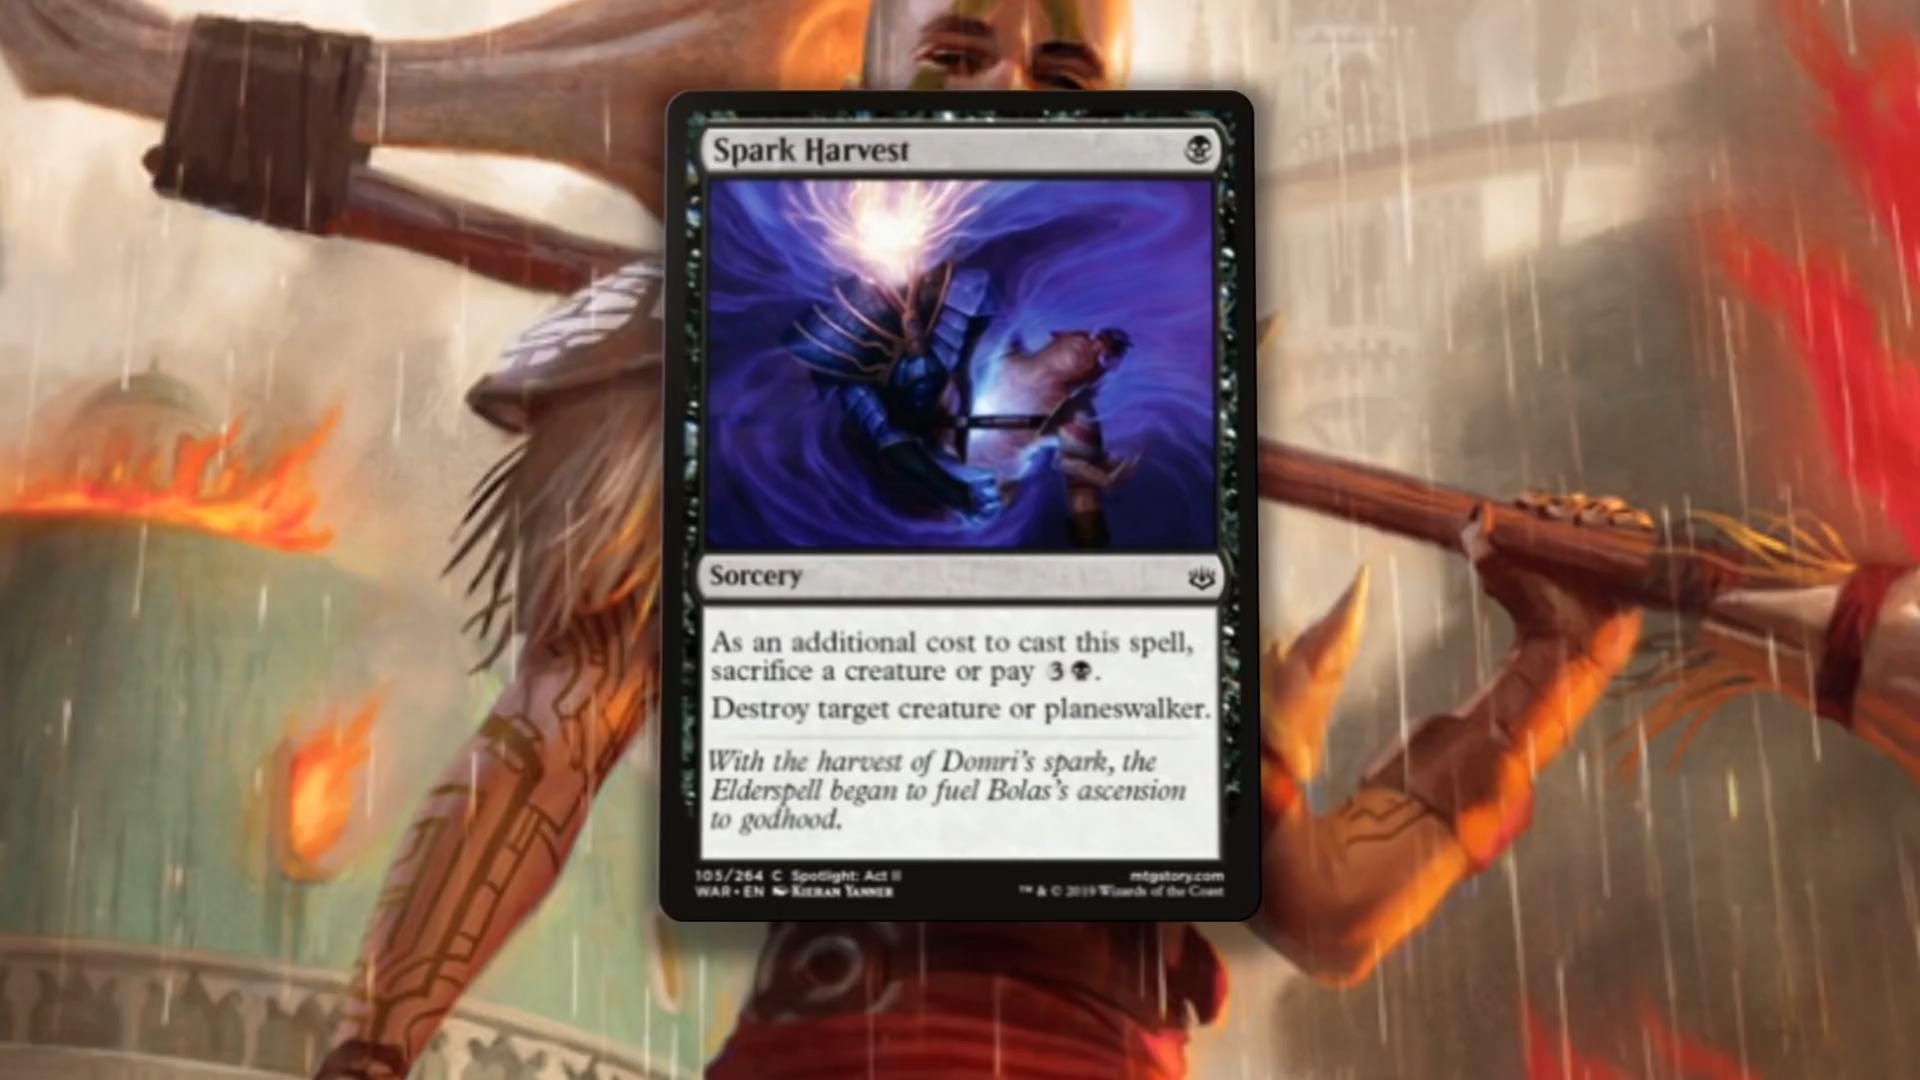 Spark Harvest
Sorcery
As an additional cost to cast this spell,
sacrifice a creature or pay 3.
Destroy target creature or planeswalker.
With the harvest of Domri's spark, the
Elderspell began to fuel Bolas's ascension
to godhood.
105/264 C Spotlight: Act II
mtgstory.com
WAR • EN Kieran Yanner
™ & © 2019 Wizards of the Coast